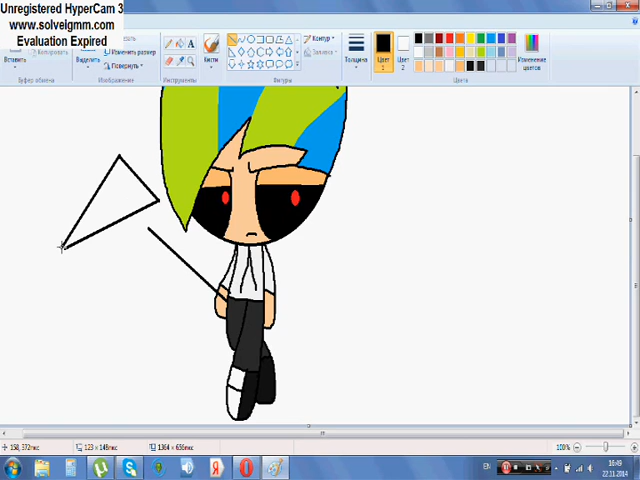 Unregistered HyperCam 3
www.solveigmm.com
Evaluation Expired
Копировать
Изменить размер
Повернуть
Вставить
Выделить
Кисти
Контур
Заливка
Толщина
Цвет 1
Цвет 2
Изменение цветов
Буфер обмена
Изображение
Инструменты
Фигуры
Цвета
158, 372пкс
123 × 148пкс
1364 × 656пкс
100%
EN
16:49
22.11.2014